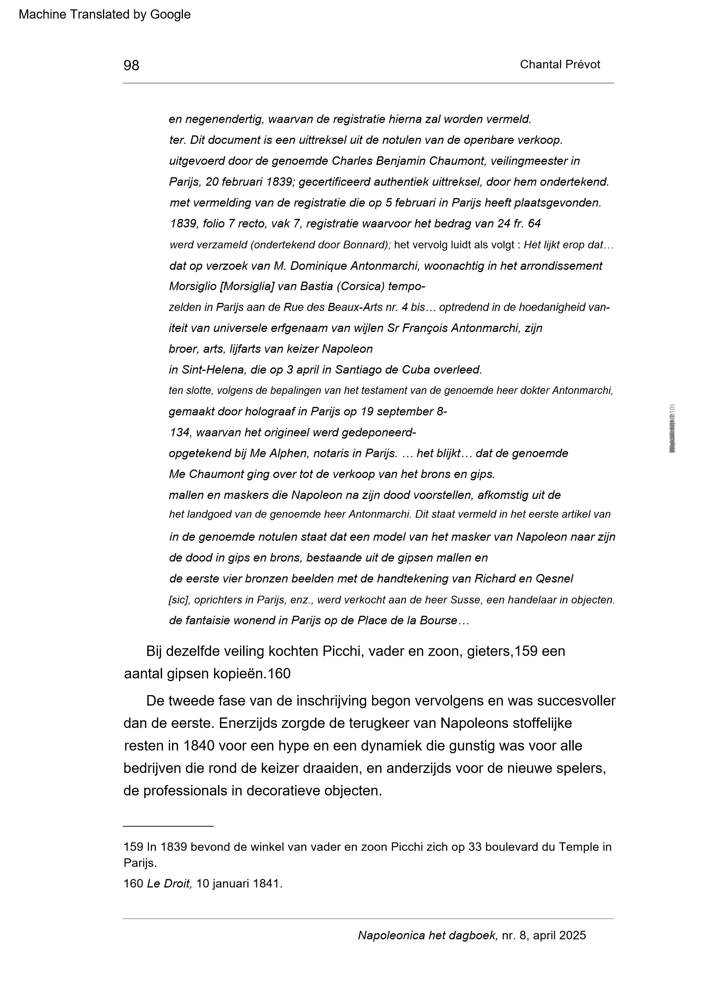 Machine Translated by Google
98 Chantal Prévot
en negenendertig, waarvan de registratie hierna zal worden vermeld.
ter. Dit document is een uittreksel uit de notulen van de openbare verkoop.
uitgevoerd door de genoemde Charles Benjamin Chaumont, veilingmeester in
Parijs, 20 februari 1839; gecertificeerd authentiek uittreksel, door hem ondertekend.
met vermelding van de registratie die op 5 februari in Parijs heeft plaatsgevonden.
1839, folio 7 recto, vak 7, registratie waarvoor het bedrag van 24 fr. 64
werd verzameld (ondertekend door Bonnard); het vervolg luidt als volgt : Het lijkt erop dat…
dat op verzoek van M. Dominique Antonmarchi, woonachtig in het arrondissement
Morsiglio [Morsiglia] van Bastia (Corsica) tempo-
zelden in Parijs aan de Rue des Beaux-Arts nr. 4 bis… optredend in de hoedanigheid van-
iteit van universele erfgenaam van wijlen Sr François Antonmarchi, zijn
broer, arts, lijfarts van keizer Napoleon
in Sint-Helena, die op 3 april in Santiago de Cuba overleed.
ten slotte, volgens de bepalingen van het testament van de genoemde heer dokter Antonmarchi,
gemaakt door holograaf in Parijs op 19 september 8-
134, waarvan het origineel werd gedeponeerd-
opgetekend bij Me Alphen, notaris in Parijs. … het blijkt… dat de genoemde
Me Chaumont ging over tot de verkoop van het brons en gips.
mallen en maskers die Napoleon na zijn dood voorstellen, afkomstig uit de
het landgoed van de genoemde heer Antonmarchi. Dit staat vermeld in het eerste artikel van
in de genoemde notulen staat dat een model van het masker van Napoleon naar zijn
de dood in gips en brons, bestaande uit de gipsen mallen en
de eerste vier bronzen beelden met de handtekening van Richard en Qesnel
[sic], oprichters in Parijs, enz., werd verkocht aan de heer Susse, een handelaar in objecten.
de fantaisie wonend in Parijs op de Place de la Bourse…
Bij dezelfde veiling kochten Picchi, vader en zoon, gieters,159 een
aantal gipsen kopieën.160
De tweede fase van de inschrijving begon vervolgens en was succesvoller
dan de eerste. Enerzijds zorgde de terugkeer van Napoleons stoffelijke
resten in 1840 voor een hype en een dynamiek die gunstig was voor alle
bedrijven die rond de keizer draaiden, en anderzijds voor de nieuwe spelers,
de professionals in decoratieve objecten.
159 In 1839 bevond de winkel van vader en zoon Picchi zich op 33 boulevard du Temple in
Parijs.
160 Le Droit, 10 januari 1841.
Napoleonica het dagboek, nr. 8, april 2025